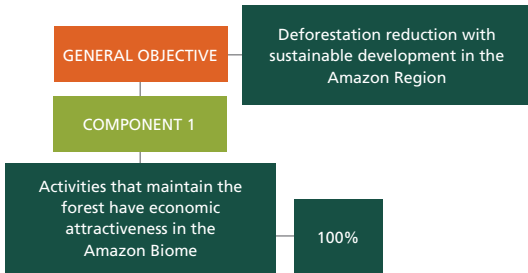 GENERAL OBJECTIVE
Deforestation reduction with
sustainable development in the
Amazon Region
COMPONENT 1
Activities that maintain the
forest have economic
attractiveness in the
Amazon Biome
100%